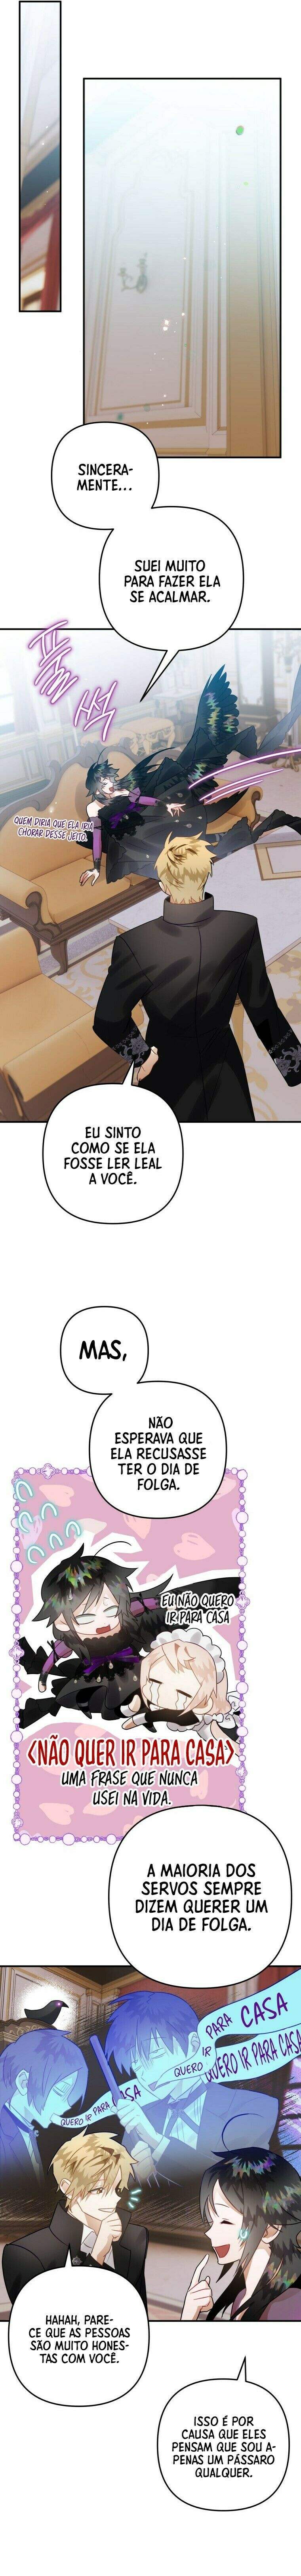 SINCERA-
MENTE...
SUEI MUITO
PARA FAZER ELA
SE ACALMAR.
QUEM DIRIA QUE ELA IRIA
CHORAR DESSE JEITO.
EU SINTO
COMO SE ELA
FOSSE LER LEAL
A VOCÊ.
MAS,
NÃO
ESPERAVA QUE
ELA RECUSASSE
TER O DIA DE
FOLGA.
EU NÃO QUERO
IR PARA CASA
<NÃO QUER IR PARA CASA>
UMA FRASE QUE NUNCA
USEI NA VIDA.
A MAIORIA DOS
SERVOS SEMPRE
DIZEM QUERER UM
DIA DE FOLGA.
QUERO IR PARA CASA
QUERO IR PARA CASA
QUERO IR PARA CASA
HAHAH, PARE-
CE QUE AS PESSOAS
SÃO MUITO HONES-
TAS COM VOCÊ.
ISSO É POR
CAUSA QUE ELES
PENSAM QUE SOU A-
PENAS UM PÁSSARO
QUALQUER.